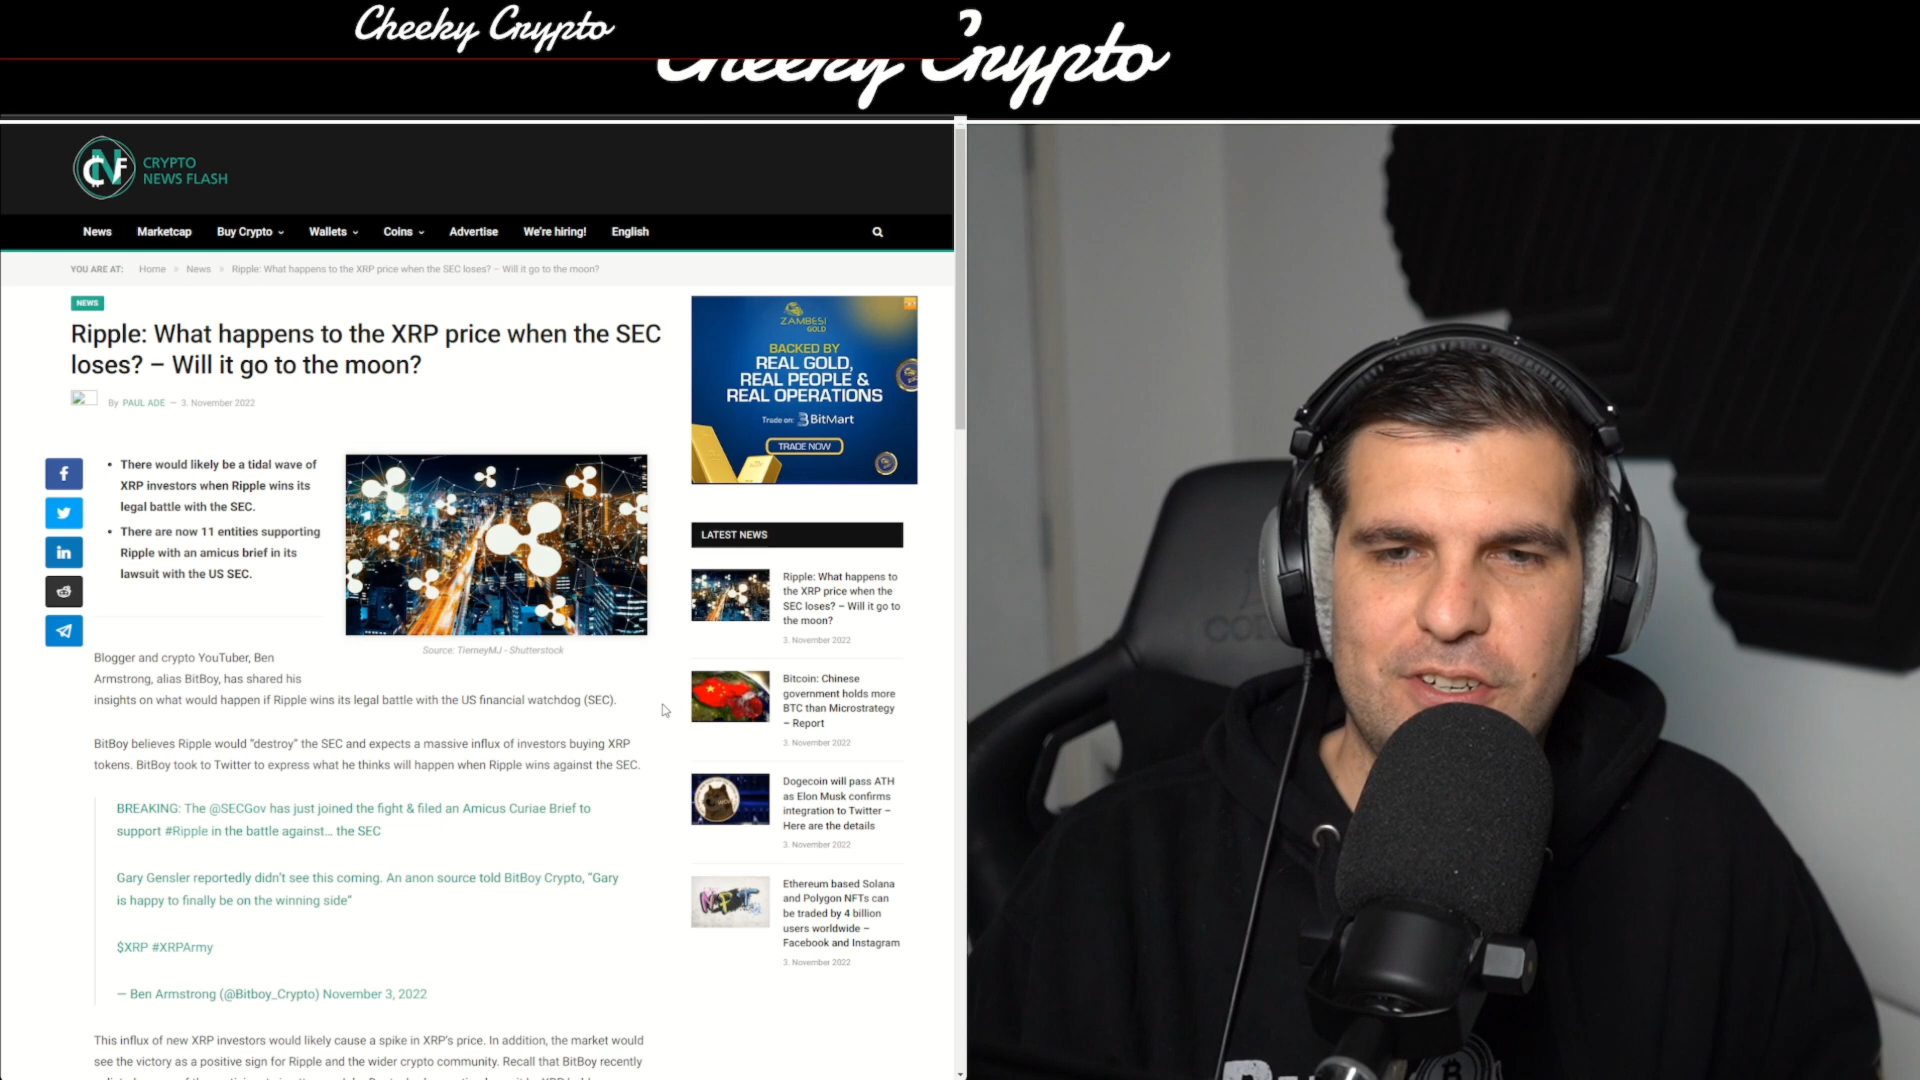 Cheeky Crypto
Cheeky Crypto
CNF
CRYPTO
NEWS FLASH
News Marketcap Buy Crypto Wallets Coins Advertise We're hiring! English
YOU ARE AT: Home » News » Ripple: What happens to the XRP price when the SEC loses? – Will it go to the moon?
NEWS
Ripple: What happens to the XRP price when the SEC
loses? – Will it go to the moon?
By PAUL ADE — 3. November 2022
• There would likely be a tidal wave of
XRP investors when Ripple wins its
legal battle with the SEC.
• There are now 11 entities supporting
Ripple with an amicus brief in its
lawsuit with the US SEC.
Source: TierneyMJ - Shutterstock
Blogger and crypto YouTuber, Ben
Armstrong, alias BitBoy, has shared his
insights on what would happen if Ripple wins its legal battle with the US financial watchdog (SEC).
BitBoy believes Ripple would "destroy" the SEC and expects a massive influx of investors buying XRP
tokens. BitBoy took to Twitter to express what he thinks will happen when Ripple wins against the SEC.
BREAKING: The @SECGov has just joined the fight & filed an Amicus Curiae Brief to
support #Ripple in the battle against… the SEC
Gary Gensler reportedly didn't see this coming. An anon source told BitBoy Crypto, "Gary
is happy to finally be on the winning side"
$XRP #XRPArmy
— Ben Armstrong (@Bitboy_Crypto) November 3, 2022
This influx of new XRP investors would likely cause a spike in XRP's price. In addition, the market would
see the victory as a positive sign for Ripple and the wider crypto community. Recall that BitBoy recently
ZAMBESI
GOLD
BACKED BY
REAL GOLD,
REAL PEOPLE &
REAL OPERATIONS
Trade on: BitMart
TRADE NOW
LATEST NEWS
Ripple: What happens to
the XRP price when the
SEC loses? – Will it go to
the moon?
3. November 2022
Bitcoin: Chinese
government holds more
BTC than Microstrategy
– Report
3. November 2022
Dogecoin will pass ATH
as Elon Musk confirms
integration to Twitter –
Here are the details
3. November 2022
NFT
Ethereum based Solana
and Polygon NFTs can
be traded by 4 billion
users worldwide –
Facebook and Instagram
3. November 2022